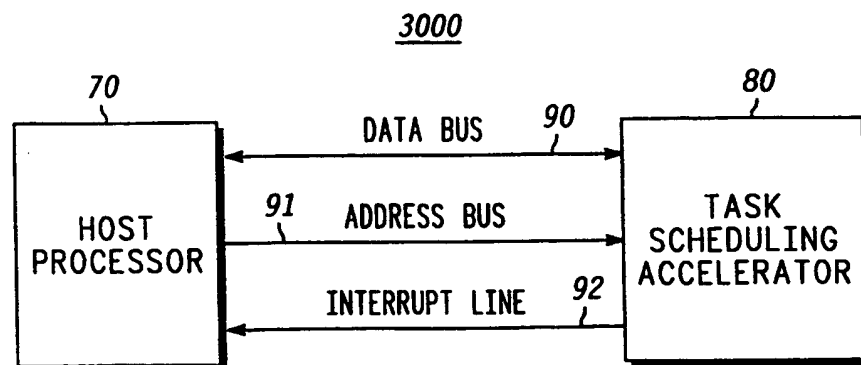 3000
70
80
DATA BUS
90
91
ADDRESS BUS
HOST
PROCESSOR
TASK
SCHEDULING
ACCELERATOR
INTERRUPT LINE
92